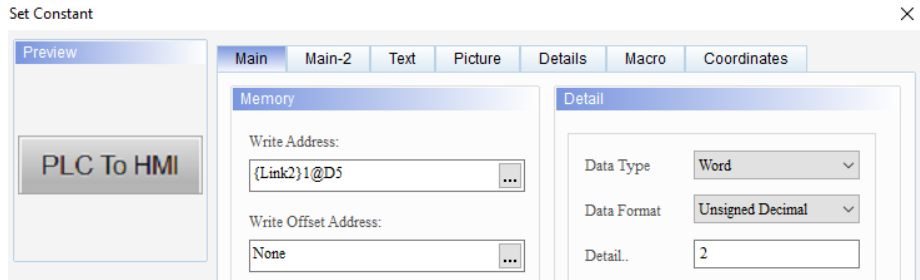 Set Constant
Preview
PLC To HMI
Main Main-2 Text Picture Details Macro Coordinates
Memory
Write Address:
{Link2}1@D5
...
Write Offset Address:
None
...
Detail
Data Type Word
Data Format Unsigned Decimal
Detail.. 2